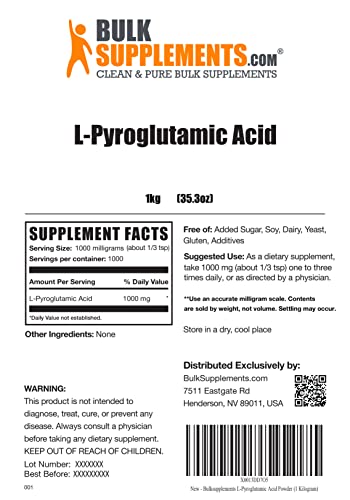 BULK
SUPPLEMENTS.COM®
CLEAN & PURE BULK SUPPLEMENTS
L-Pyroglutamic Acid
1kg (35.3oz)
SUPPLEMENT FACTS
Serving Size: 1000 milligrams (about 1/3 tsp)
Servings per container: 1000
Amount Per Serving % Daily Value
L-Pyroglutamic Acid 1000 mg *
*Daily Value not established.
Other Ingredients: None
Free of: Added Sugar, Soy, Dairy, Yeast,
Gluten, Additives
Suggested Use: As a dietary supplement,
take 1000 mg (about 1/3 tsp) one to three
times daily, or as directed by a physician.
**Use an accurate milligram scale. Contents
are sold by weight, not volume. Settling may occur.
Store in a dry, cool place
Distributed Exclusively by:
BulkSupplements.com
7511 Eastgate Rd
Henderson, NV 89011, USA
WARNING:
This product is not intended to
diagnose, treat, cure, or prevent any
disease. Always consult a physician
before taking any dietary supplement.
KEEP OUT OF REACH OF CHILDREN.
Lot Number: XXXXXXX
Best Before: XXXXXXXXX
001
New - Bulksupplements L-Pyroglutamic Acid Powder (1 Kilogram)